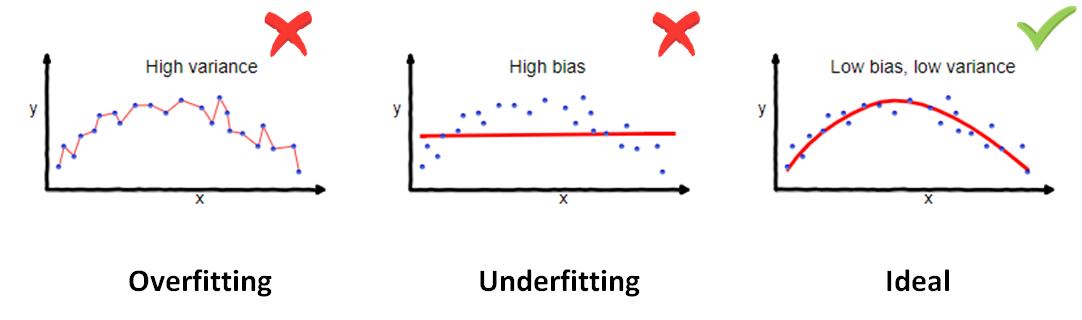 High variance
y
x
Overfitting
High bias
y
x
Underfitting
Low bias, low variance
y
x
Ideal